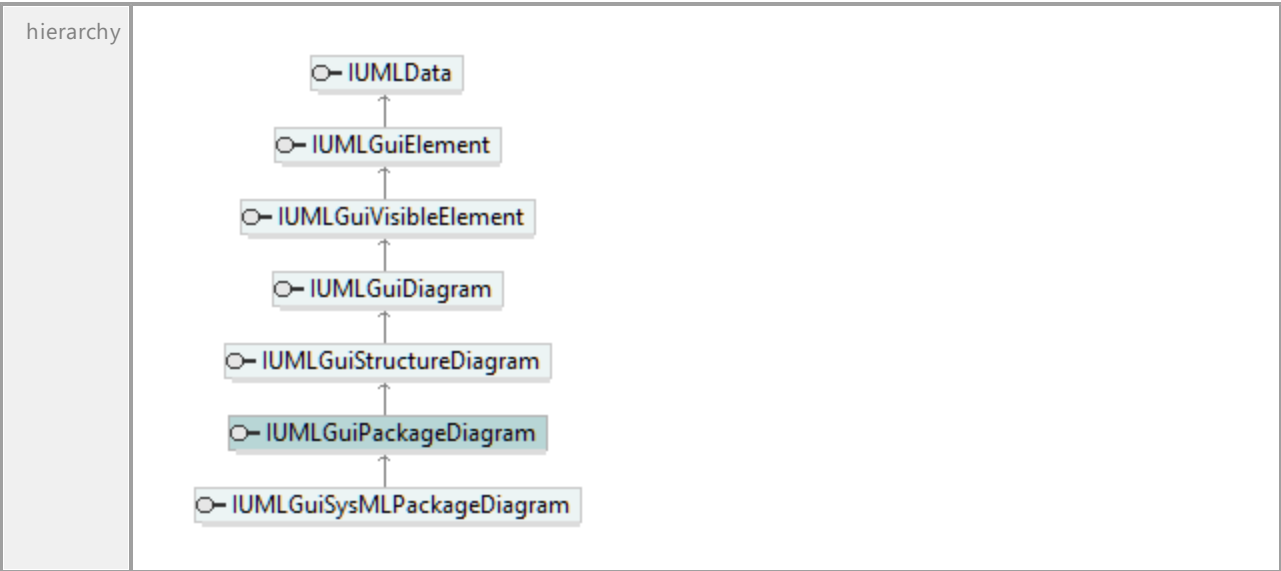 hierarchy
IUMLData
IUMLGuiElement
IUMLGuiVisibleElement
IUMLGuiDiagram
IUMLGuiStructureDiagram
IUMLGuiPackageDiagram
IUMLGuiSysMLPackageDiagram